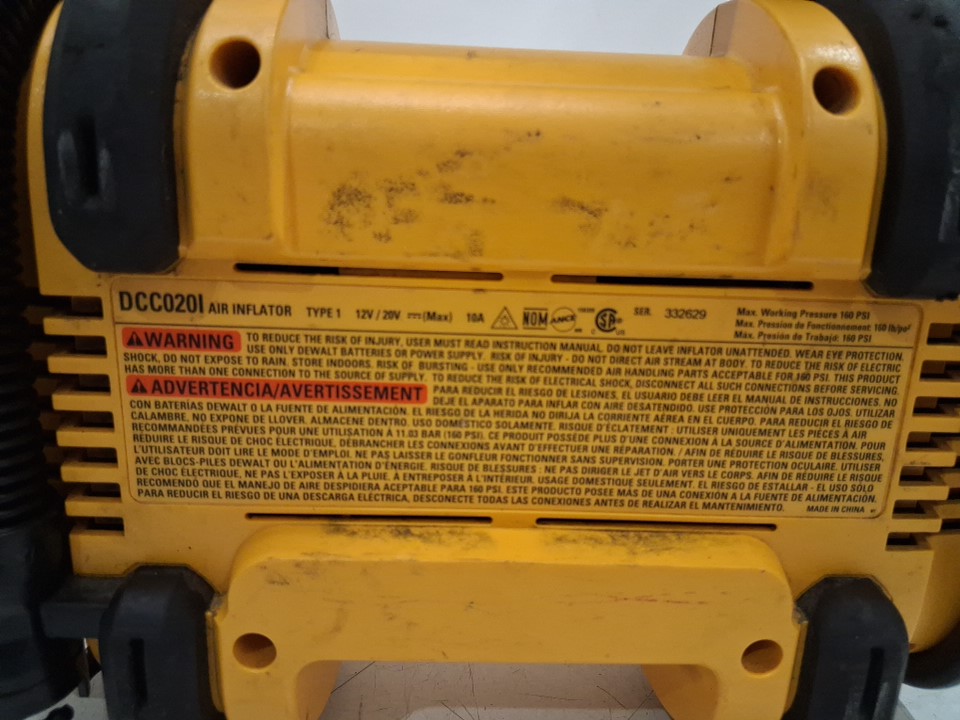 DCC020I AIR INFLATOR TYPE 1 12V / 20V (Max) 10A NOM ANCE SA SER. 332629
Max. Working Pressure 160 PSI
Max. Pression de Fonctionnement: 160 lb/po²
Max. Presión de Trabajo: 160 PSI
WARNING TO REDUCE THE RISK OF INJURY, USER MUST READ INSTRUCTION MANUAL. DO NOT LEAVE INFLATOR UNATTENDED. WEAR EYE PROTECTION.
USE ONLY DEWALT BATTERIES OR POWER SUPPLY. RISK OF INJURY - DO NOT DIRECT AIR STREAM AT BODY. TO REDUCE THE RISK OF ELECTRIC
SHOCK, DO NOT EXPOSE TO RAIN. STORE INDOORS. RISK OF BURSTING - USE ONLY RECOMMENDED AIR HANDLING PARTS ACCEPTABLE FOR 160 PSI. THIS PRODUCT
HAS MORE THAN ONE CONNECTION TO THE SOURCE OF SUPPLY. TO REDUCE THE RISK OF ELECTRICAL SHOCK, DISCONNECT ALL SUCH CONNECTIONS BEFORE SERVICING.
ADVERTENCIA/AVERTISSEMENT PARA REDUCIR EL RIESGO DE LESIONES, EL USUARIO DEBE LEER EL MANUAL DE INSTRUCCIONES. NO
DEJE EL APARATO PARA INFLAR CON AIRE DESATENDIDO. USE PROTECCIÓN PARA LOS OJOS. UTILIZAR
CON BATERÍAS DEWALT O LA FUENTE DE ALIMENTACIÓN. EL RIESGO DE LA HERIDA NO DIRIJA LA CORRIENTE AÉREA EN EL CUERPO. PARA REDUCIR EL RIESGO DE
CALAMBRE, NO EXPONE DE LLOVER. ALMACENE DENTRO. USO DOMÉSTICO SOLAMENTE. RISQUE D'ÉCLATEMENT : UTILISER UNIQUEMENT LES PIÈCES À AIR
RECOMMANDÉES PRÉVUES POUR UNE UTILISATION À 11.03 BAR (160 PSI). CE PRODUIT POSSÈDE PLUS D'UNE CONNEXION À LA SOURCE D'ALIMENTATION. POUR
RÉDUIRE LE RISQUE DE CHOC ÉLECTRIQUE, DÉBRANCHER LES CONNEXIONS AVANT D'EFFECTUER UNE RÉPARATION. / AFIN DE RÉDUIRE LE RISQUE DE BLESSURES,
L'UTILISATEUR DOIT LIRE LE MODE D'EMPLOI. NE PAS LAISSER LE GONFLEUR FONCTIONNER SANS SUPERVISION. PORTER UNE PROTECTION OCULAIRE. UTILISER
AVEC BLOCS-PILES DEWALT OU L'ALIMENTATION D'ÉNERGIE. RISQUE DE BLESSURES : NE PAS DIRIGER LE JET D'AIR VERS LE CORPS. AFIN DE RÉDUIRE LE RISQUE
DE CHOC ÉLECTRIQUE, NE PAS L'EXPOSER À LA PLUIE. À ENTREPOSER À L'INTÉRIEUR. USAGE DOMESTIQUE SEULEMENT. EL RIESGO DE ESTALLAR - EL USO SÓLO
RECOMENDÓ QUE EL MANEJO DE AIRE DESPIDIERA ACEPTABLE PARA 160 PSI. ESTE PRODUCTO POSEE MÁS DE UNA CONEXIÓN A LA FUENTE DE ALIMENTACIÓN.
PARA REDUCIR EL RIESGO DE UNA DESCARGA ELÉCTRICA, DESCONECTE TODAS LAS CONEXIONES ANTES DE REALIZAR EL MANTENIMIENTO. MADE IN CHINA